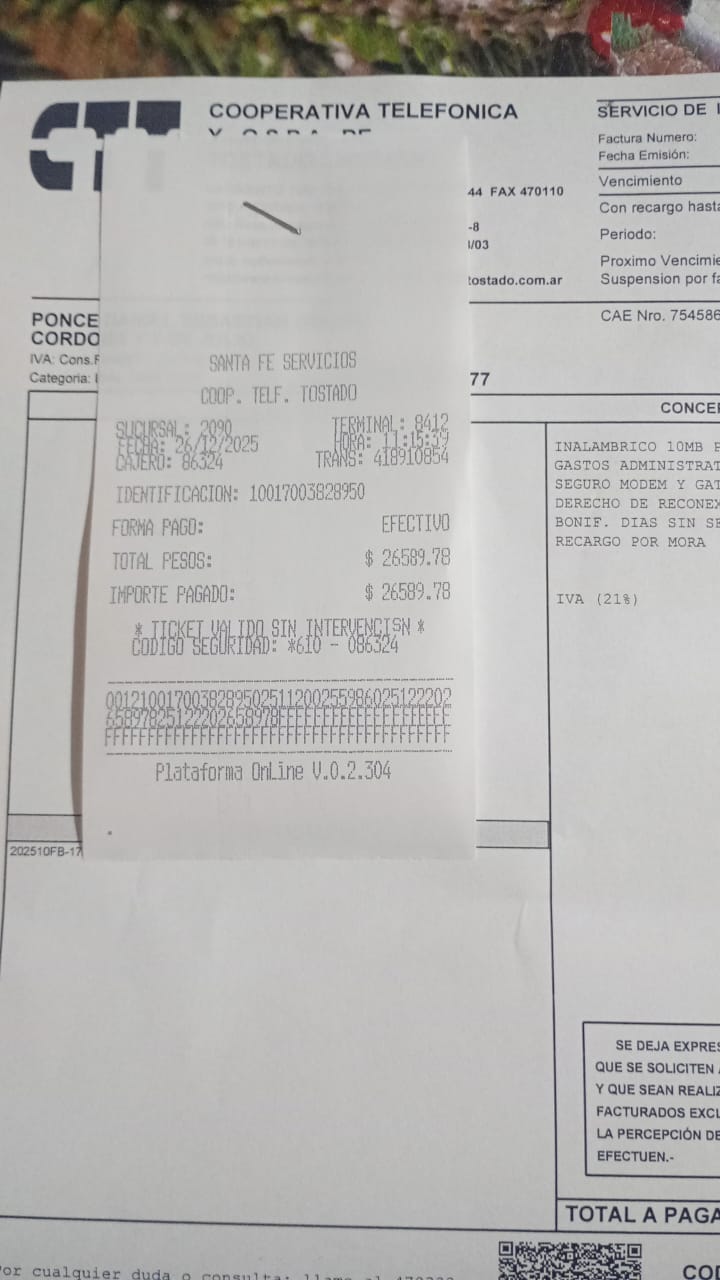 CTT
COOPERATIVA TELEFONICA
44 FAX 470110
-8
/03
tostado.com.ar
SERVICIO DE
Factura Numero:
Fecha Emisión:
Vencimiento
Con recargo hasta
Periodo:
Proximo Vencimie
Suspension por fa
CAE Nro. 754586
PONCE
CORDO
IVA: Cons.F
Categoria:
77
SANTA FE SERVICIOS
COOP. TELF. TOSTADO
SUCURSAL: 2090 TERMINAL: 8412
FECHA: 26/12/2025 HORA: 11:15:39
CAJERO: 86324 TRANS: 418910854
IDENTIFICACION: 10017003828950
FORMA PAGO: EFECTIVO
TOTAL PESOS: $ 26589.78
IMPORTE PAGADO: $ 26589.78
* TICKET VALIDO SIN INTERVENCISN *
CODIGO SEGURIDAD: *610 - 086324
0012100170038289502511200255986025122202
65897825122202658978FFFFFFFFFFFFFFFFFFFF
FFFFFFFFFFFFFFFFFFFFFFFFFFFFFFFFFFFFFFFF
Plataforma OnLine V.0.2.304
202510FB-17
CONCE
INALAMBRICO 10MB
GASTOS ADMINISTRAT
SEGURO MODEM Y GAT
DERECHO DE RECONEX
BONIF. DIAS SIN SE
RECARGO POR MORA
IVA (21%)
SE DEJA EXPRES
QUE SE SOLICITEN
Y QUE SEAN REALIZ
FACTURADOS EXCL
LA PERCEPCIÓN DE
EFECTUEN.-
TOTAL A PAGA
Por cualquier duda o consulta: llame al